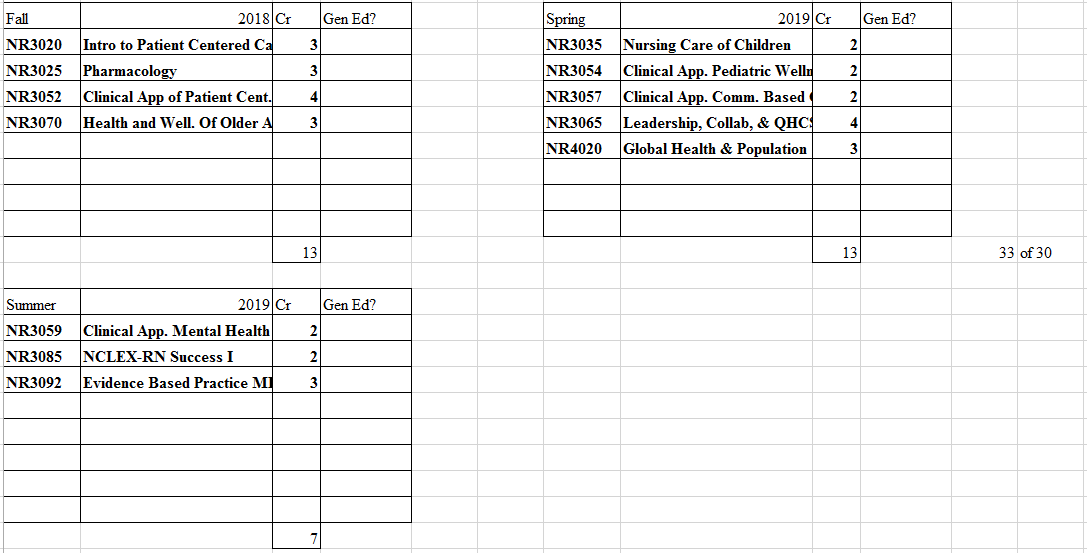 Fall 2018 Cr Gen Ed?
NR3020 Intro to Patient Centered Ca 3
NR3025 Pharmacology 3
NR3052 Clinical App of Patient Cent. 4
NR3070 Health and Well. Of Older A 3
13
Spring 2019 Cr Gen Ed?
NR3035 Nursing Care of Children 2
NR3054 Clinical App. Pediatric Welln 2
NR3057 Clinical App. Comm. Based 2
NR3065 Leadership, Collab, & QHCS 4
NR4020 Global Health & Population 3
13
33 of 30
Summer 2019 Cr Gen Ed?
NR3059 Clinical App. Mental Health 2
NR3085 NCLEX-RN Success I 2
NR3092 Evidence Based Practice 3
7